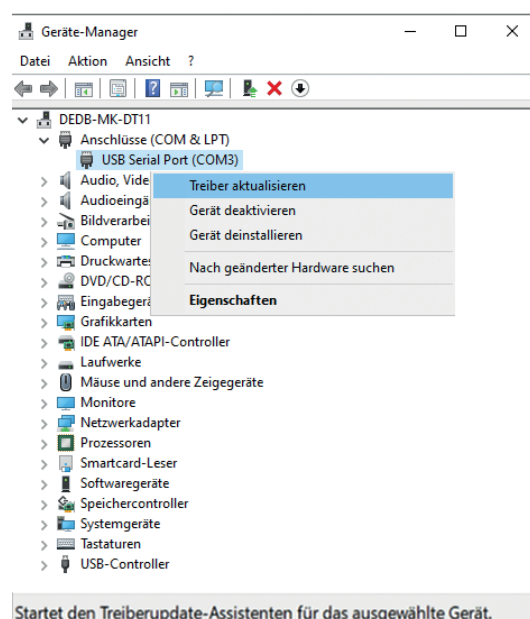 Geräte-Manager
Datei Aktion Ansicht ?
DEDB-MK-DT11
Anschlüsse (COM & LPT)
USB Serial Port (COM3)
Audio, Vide
Treiber aktualisieren
Audioeingä
Gerät deaktivieren
Bildverarbei
Computer
Gerät deinstallieren
Druckwartes
Nach geänderter Hardware suchen
DVD/CD-RO
Eingabegerä
Eigenschaften
Grafikkarten
IDE ATA/ATAPI-Controller
Laufwerke
Mäuse und andere Zeigegeräte
Monitore
Netzwerkadapter
Prozessoren
Smartcard-Leser
Softwaregeräte
Speichercontroller
Systemgeräte
Tastaturen
USB-Controller
Startet den Treiberupdate-Assistenten für das ausgewählte Gerät.